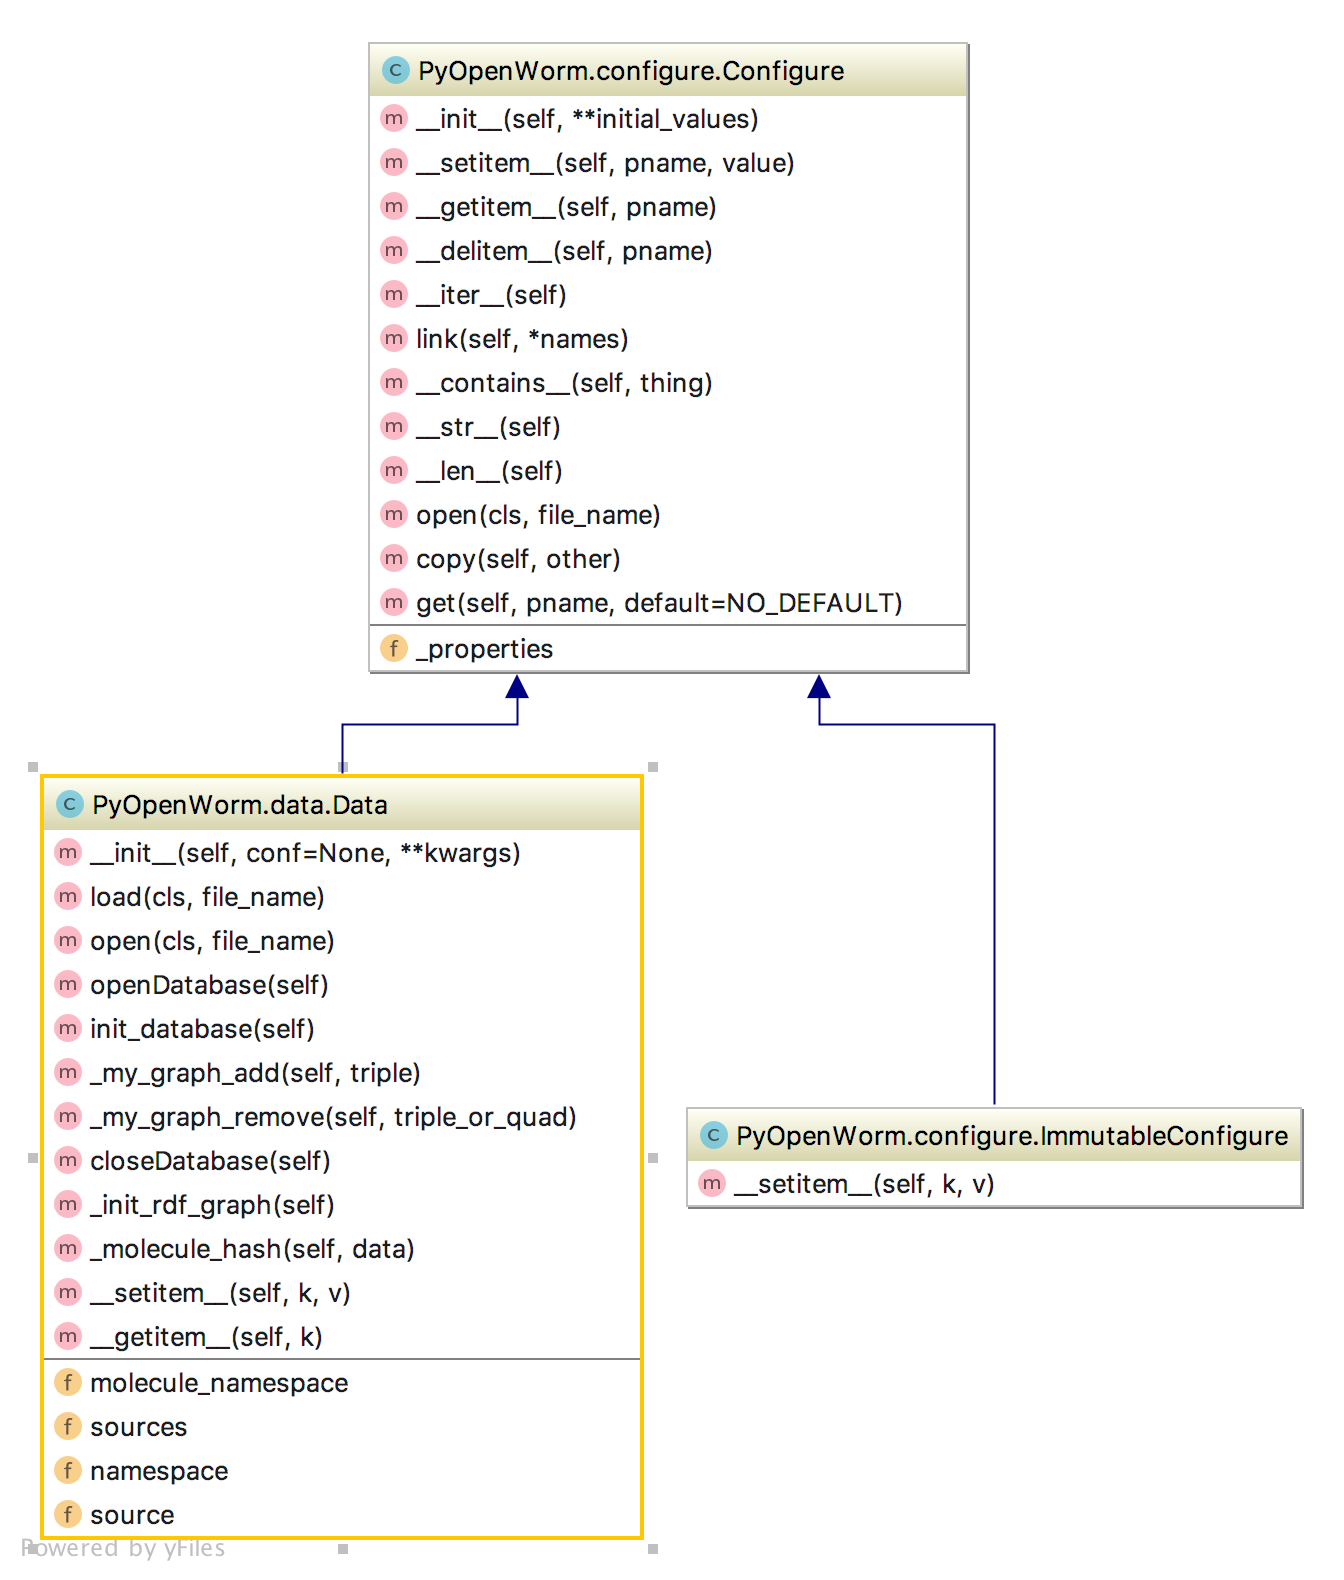 C PyOpenWorm.configure.Configure
m __init__(self, **initial_values)
m __setitem__(self, pname, value)
m __getitem__(self, pname)
m __delitem__(self, pname)
m __iter__(self)
m link(self, *names)
m __contains__(self, thing)
m __str__(self)
m __len__(self)
m open(cls, file_name)
m copy(self, other)
m get(self, pname, default=NO_DEFAULT)
f _properties
C PyOpenWorm.data.Data
m __init__(self, conf=None, **kwargs)
m load(cls, file_name)
m open(cls, file_name)
m openDatabase(self)
m init_database(self)
m _my_graph_add(self, triple)
m _my_graph_remove(self, triple_or_quad)
m closeDatabase(self)
m _init_rdf_graph(self)
m _molecule_hash(self, data)
m __setitem__(self, k, v)
m __getitem__(self, k)
f molecule_namespace
f sources
f namespace
f source
C PyOpenWorm.configure.ImmutableConfigure
m __setitem__(self, k, v)
Powered by yFiles